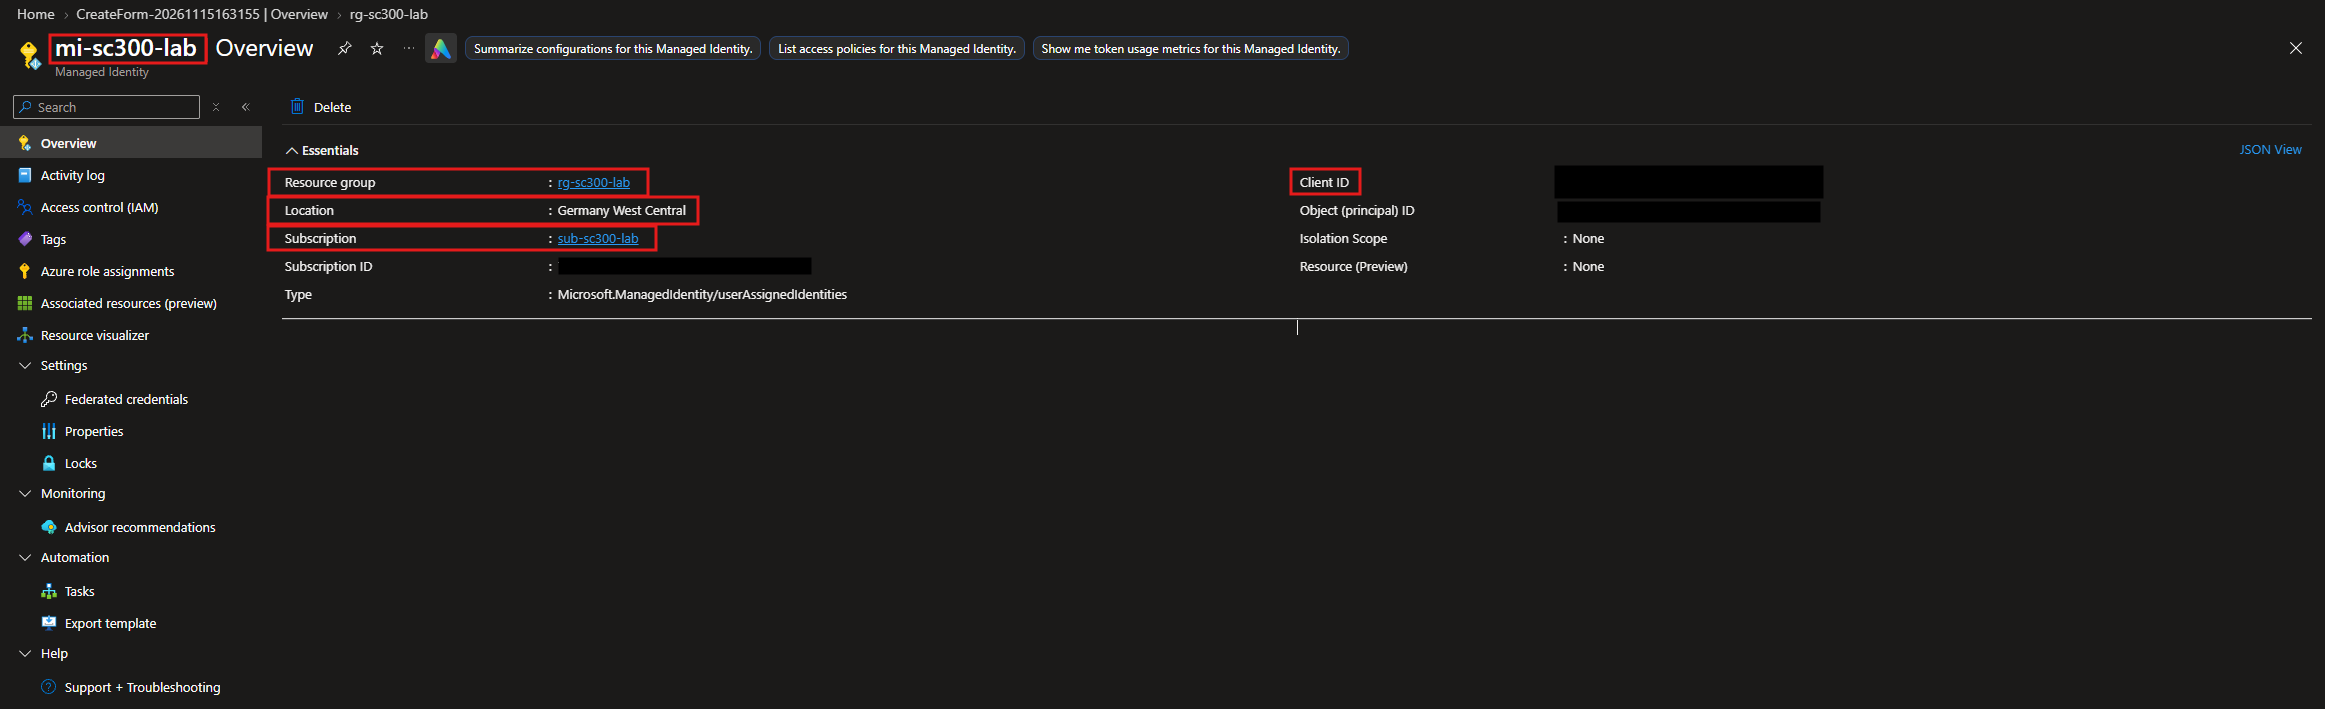 Home > CreateForm-20261115163155 | Overview > rg-sc300-lab
mi-sc300-lab Overview
Summarize configurations for this Managed Identity.
List access policies for this Managed Identity.
Show me token usage metrics for this Managed Identity.
Managed Identity
Search
Delete
Overview
Activity log
Access control (IAM)
Tags
Azure role assignments
Associated resources (preview)
Resource visualizer
Settings
Federated credentials
Properties
Locks
Monitoring
Advisor recommendations
Automation
Tasks
Export template
Help
Support + Troubleshooting
Essentials
JSON View
Resource group : rg-sc300-lab
Location : Germany West Central
Subscription : sub-sc300-lab
Subscription ID :
Type : Microsoft.ManagedIdentity/userAssignedIdentities
Client ID
Object (principal) ID
Isolation Scope : None
Resource (Preview) : None